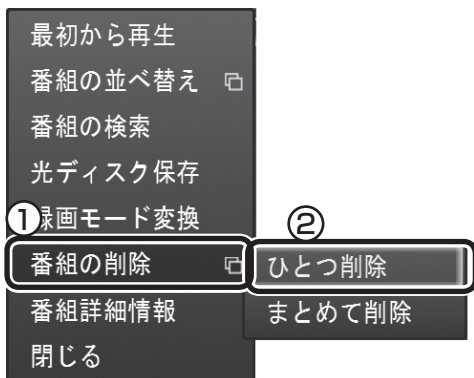 最初から再生
番組の並べ替え
番組の検索
光ディスク保存
① 録画モード変換
②
番組の削除 ひとつ削除
番組詳細情報 まとめて削除
閉じる